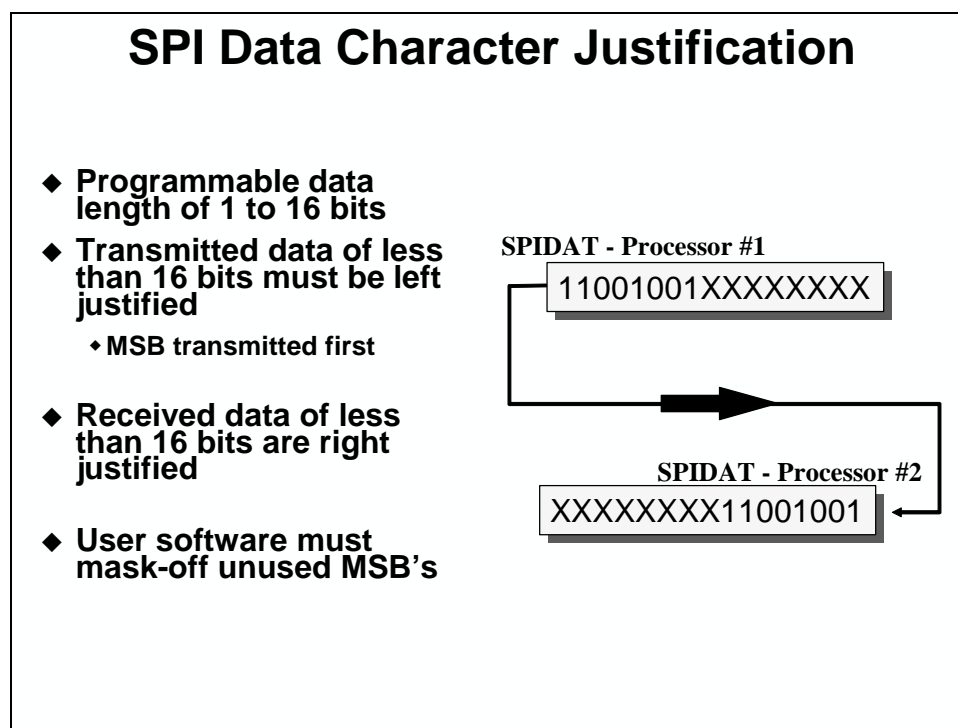 SPI Data Character Justification
◆ Programmable data
length of 1 to 16 bits
◆ Transmitted data of less
than 16 bits must be left
justified
◆ MSB transmitted first
◆ Received data of less
than 16 bits are right
justified
◆ User software must
mask-off unused MSB's
SPIDAT - Processor #1
11001001XXXXXXXX
SPIDAT - Processor #2
XXXXXXXX11001001